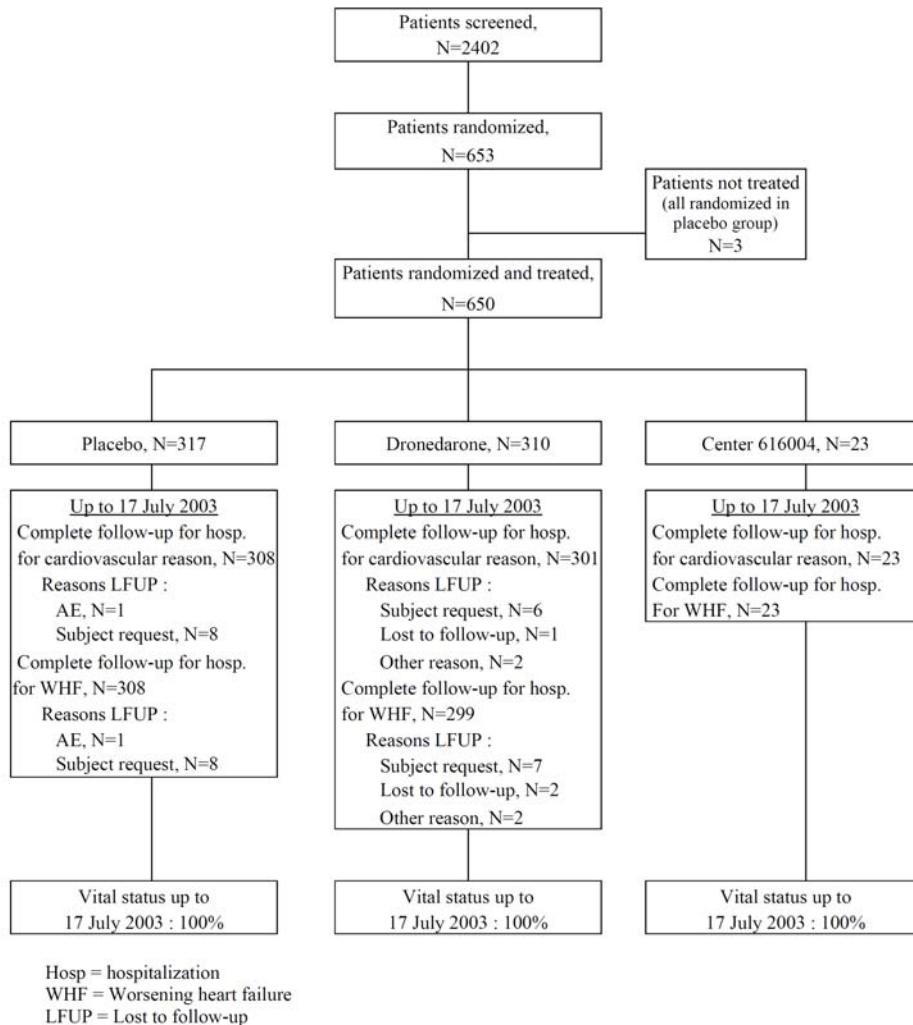 Patients screened,
N=2402
Patients randomized,
N=653
Patients not treated
(all randomized in
placebo group)
N=3
Patients randomized and treated,
N=650
Placebo, N=317
Dronedarone, N=310
Center 616004, N=23
Up to 17 July 2003
Complete follow-up for hosp.
for cardiovascular reason, N=308
Reasons LFUP :
AE, N=1
Subject request, N=8
Complete follow-up for hosp.
for WHF, N=308
Reasons LFUP :
AE, N=1
Subject request, N=8
Up to 17 July 2003
Complete follow-up for hosp.
for cardiovascular reason, N=301
Reasons LFUP :
Subject request, N=6
Lost to follow-up, N=1
Other reason, N=2
Complete follow-up for hosp.
for WHF, N=299
Reasons LFUP :
Subject request, N=7
Lost to follow-up, N=2
Other reason, N=2
Up to 17 July 2003
Complete follow-up for hosp.
for cardiovascular reason, N=23
Complete follow-up for hosp.
For WHF, N=23
Vital status up to
17 July 2003 : 100%
Vital status up to
17 July 2003 : 100%
Vital status up to
17 July 2003 : 100%
Hosp = hospitalization
WHF = Worsening heart failure
LFUP = Lost to follow-up